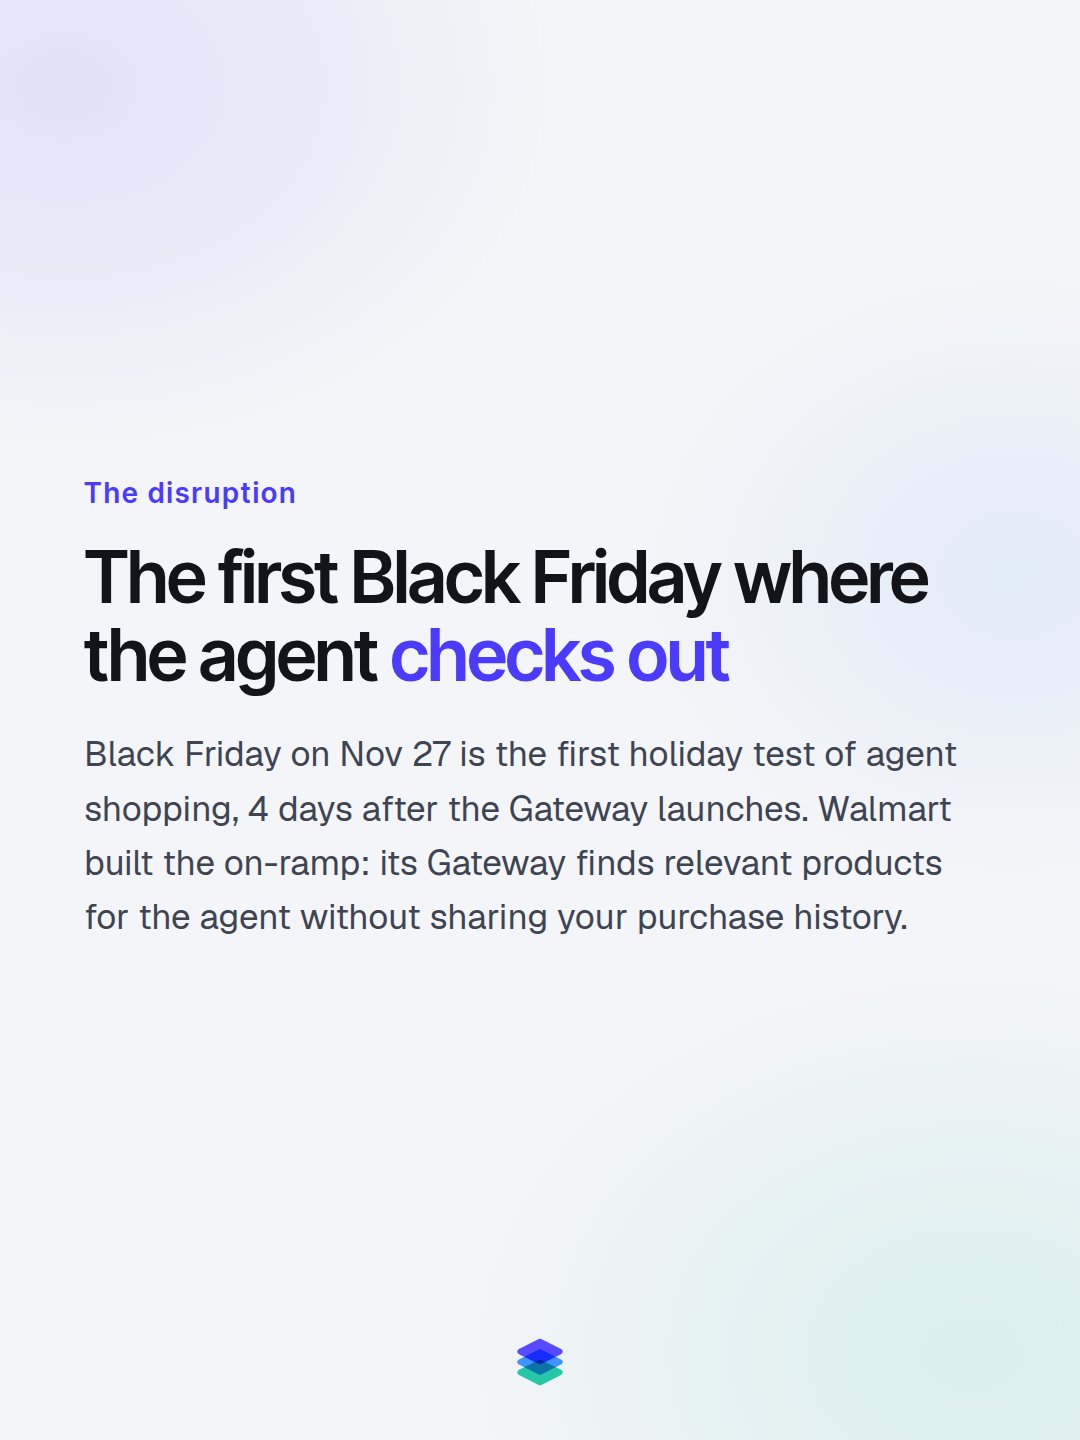 The disruption
The first Black Friday where
the agent checks out
Black Friday on Nov 27 is the first holiday test of agent
shopping, 4 days after the Gateway launches. Walmart
built the on-ramp: its Gateway finds relevant products
for the agent without sharing your purchase history.